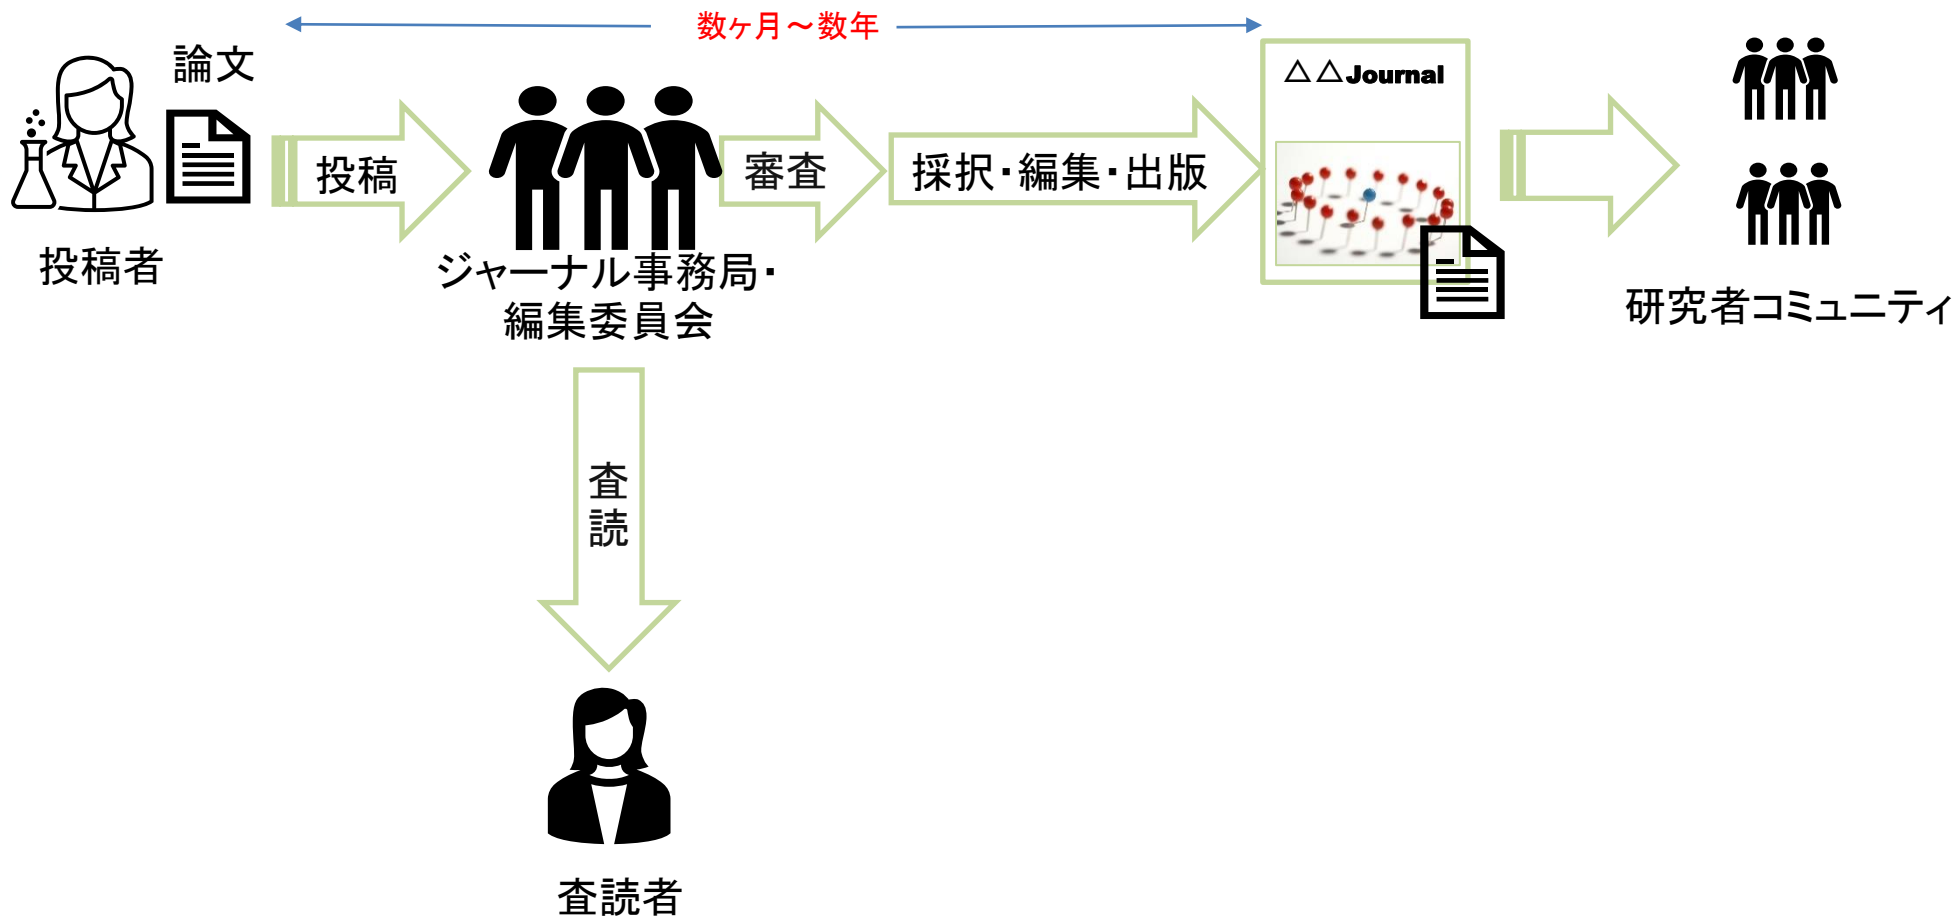 数ヶ月～数年
論文
△△Journal
投稿
審査
採択・編集・出版
投稿者
ジャーナル事務局・
編集委員会
研究者コミュニティ
査
読
査読者